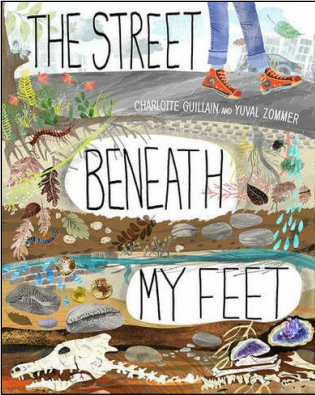 THE STREET
CHARLOTTE GUILLAIN AND YUVAL ZOMMER
BENEATH
MY FEET